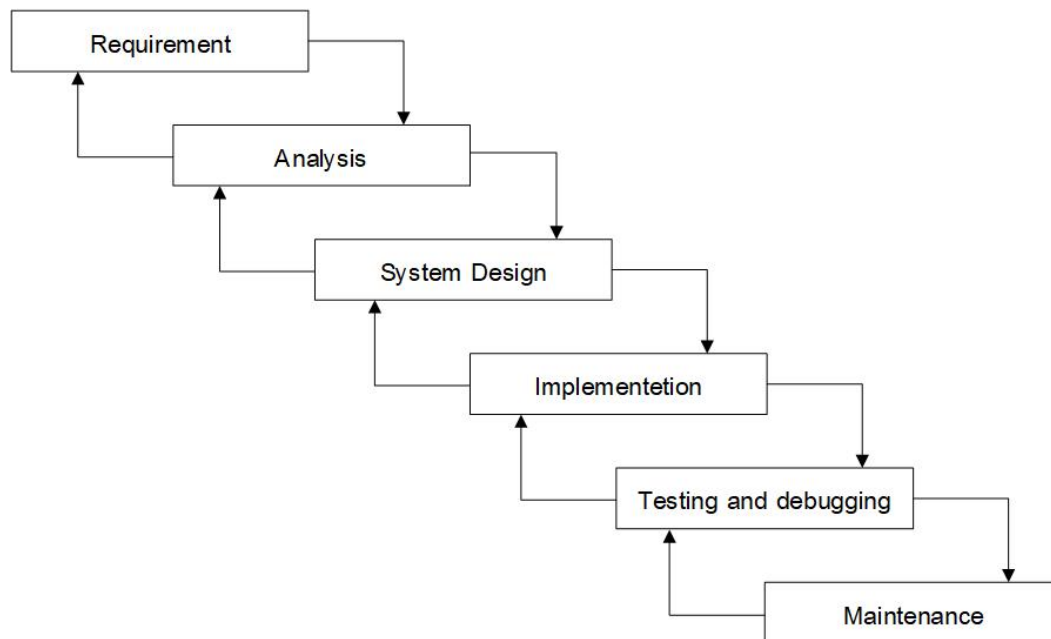 Requirement
Analysis
System Design
Implementetion
Testing and debugging
Maintenance